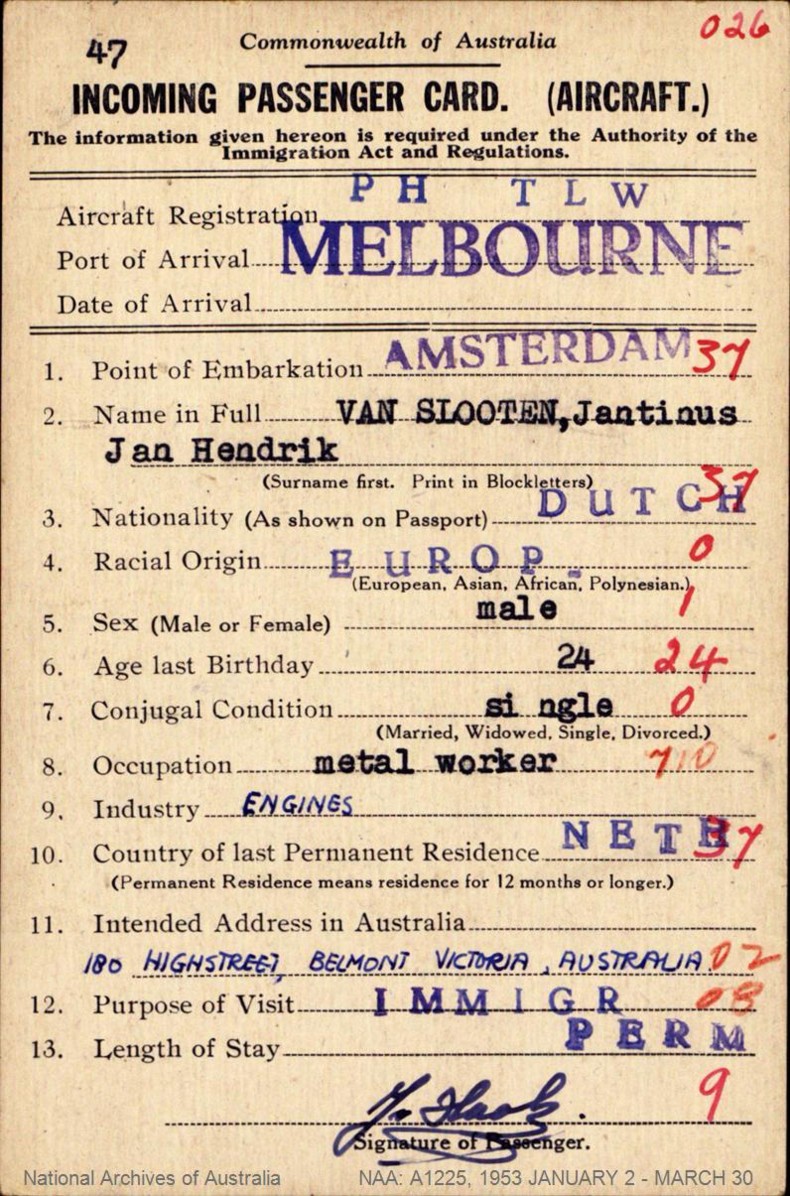 026
47
Commonwealth of Australia
INCOMING PASSENGER CARD. (AIRCRAFT.)
The information given hereon is required under the Authority of the
Immigration Act and Regulations.
Aircraft Registration PH TLW
Port of Arrival MELBOURNE
Date of Arrival
1. Point of Embarkation AMSTERDAM 37
2. Name in Full VAN SLOOTEN, Jantinus
Jan Hendrik
(Surname first. Print in Blockletters)
3. Nationality (As shown on Passport) DUTCH 37
4. Racial Origin EUROP. 0
(European, Asian, African, Polynesian.)
5. Sex (Male or Female) male 1
6. Age last Birthday 24 24
7. Conjugal Condition si ngle 0
(Married, Widowed, Single, Divorced.)
8. Occupation metal worker 710
9. Industry ENGINES
10. Country of last Permanent Residence NETH 37
(Permanent Residence means residence for 12 months or longer.)
11. Intended Address in Australia
180 HIGHSTREET, BELMONT VICTORIA, AUSTRALIA. 02
12. Purpose of Visit IMMIGR 03
13. Length of Stay PERM
9
Signature of Passenger.
National Archives of Australia NAA: A1225, 1953 JANUARY 2 - MARCH 30